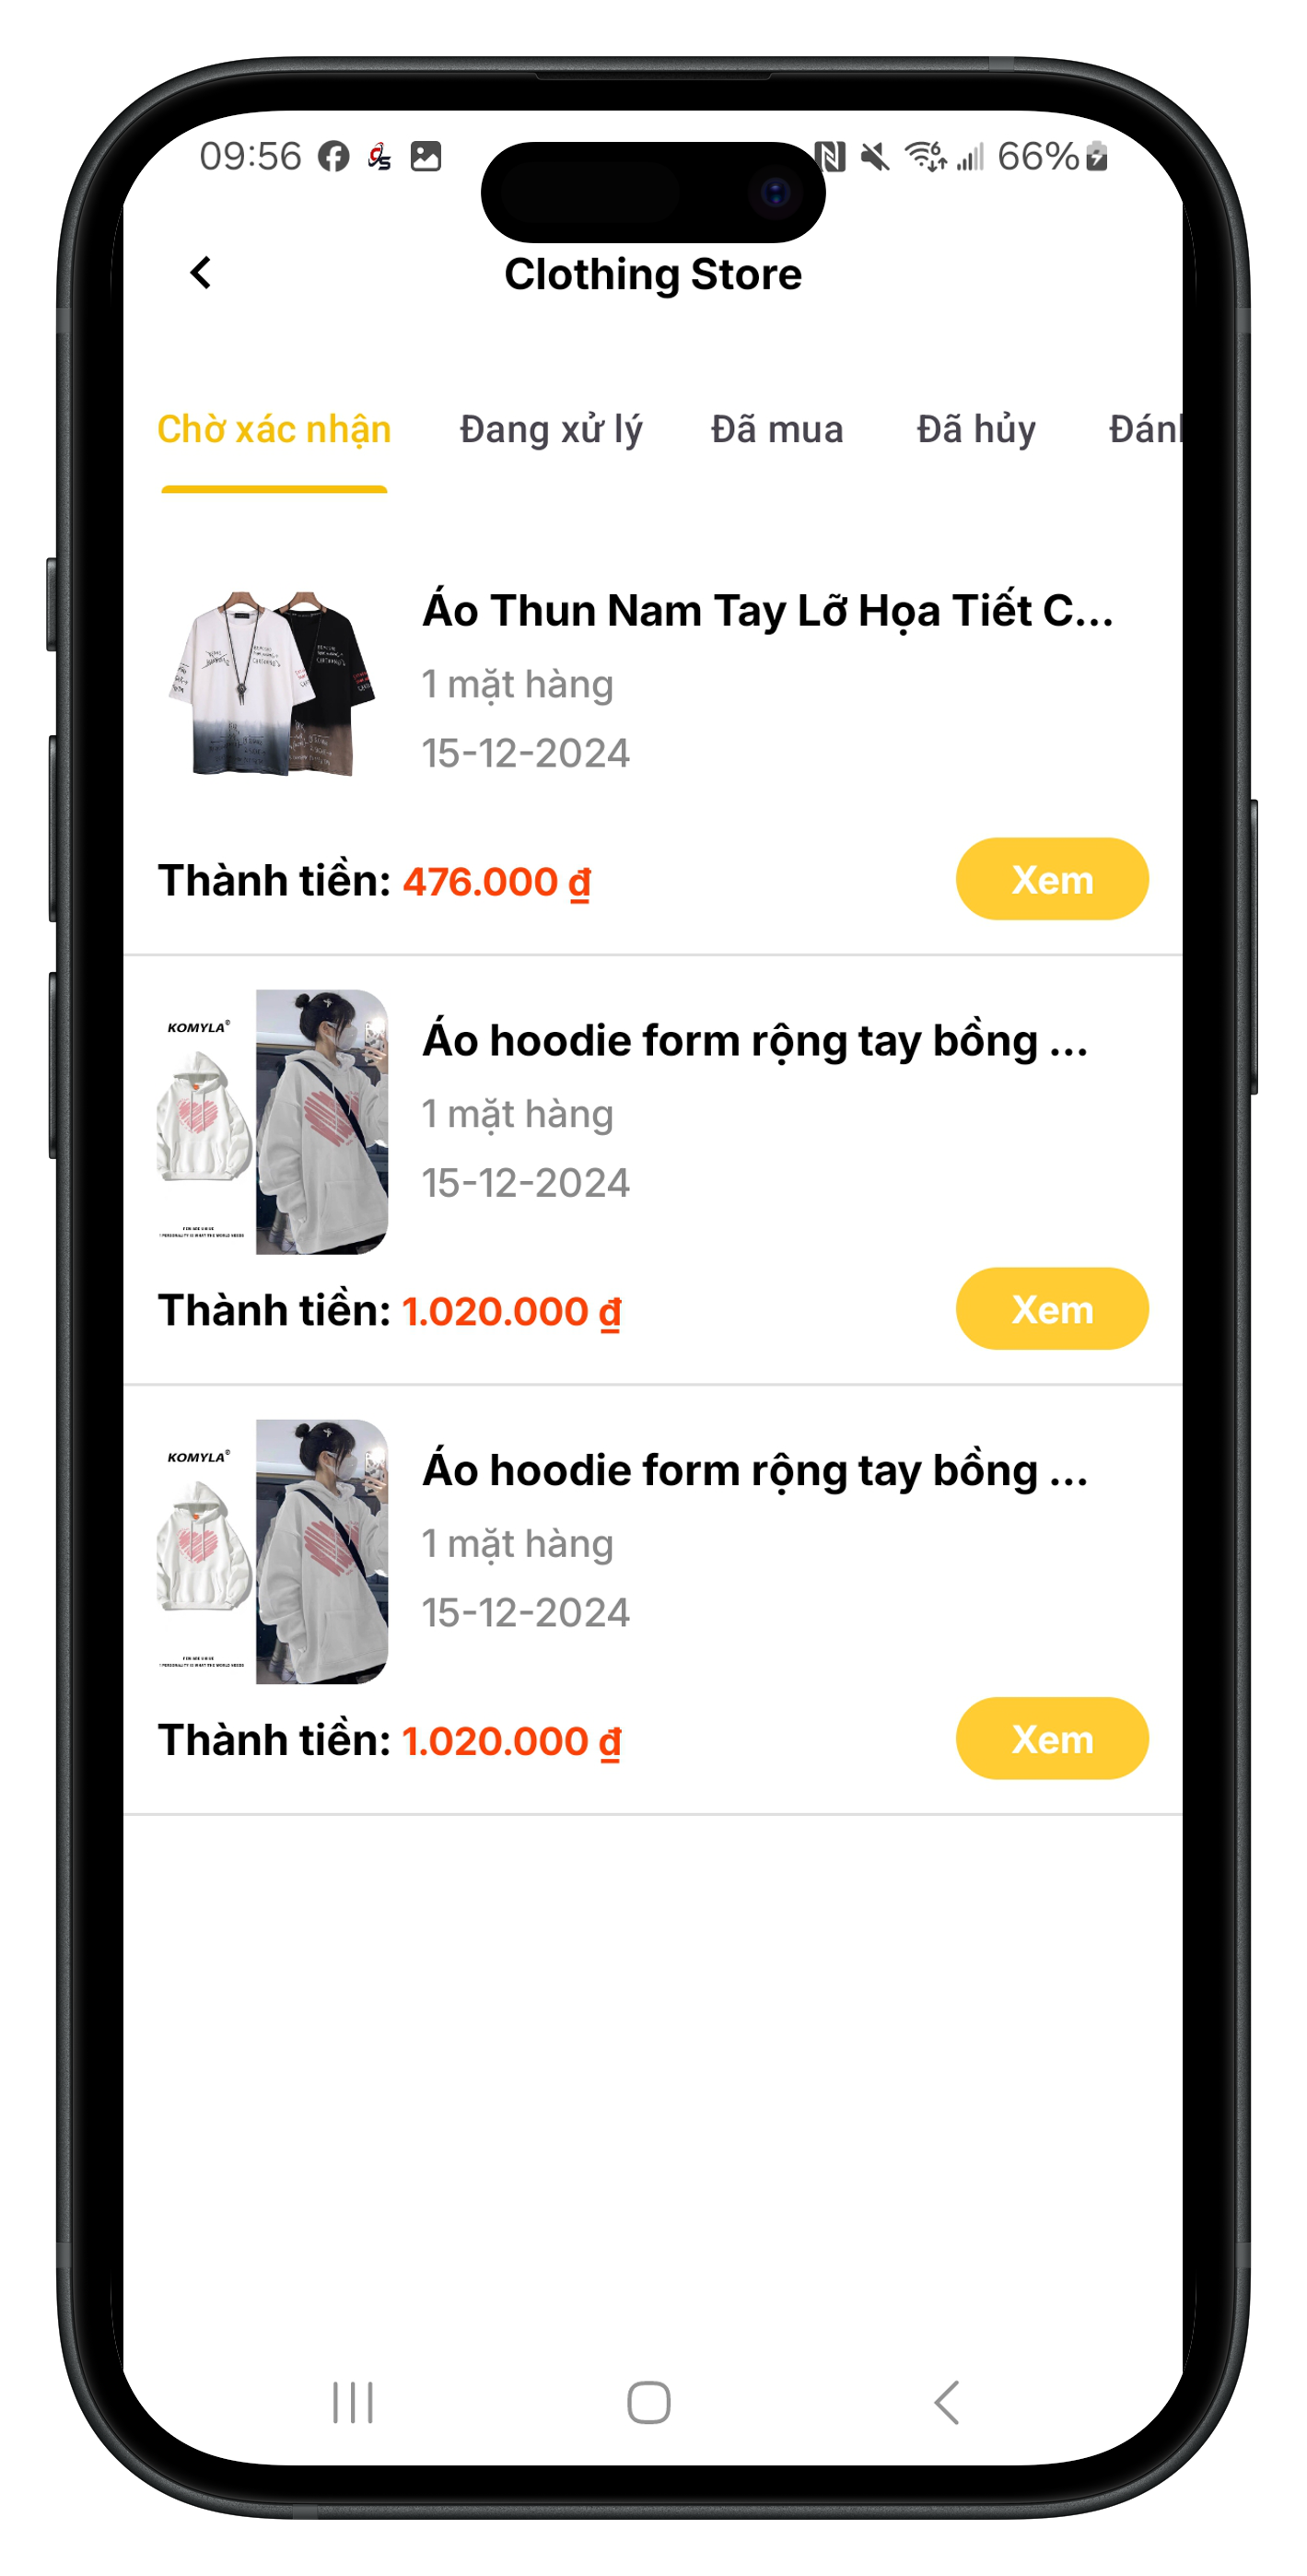 09:56
66%
Clothing Store
Chờ xác nhận Đang xử lý Đã mua Đã hủy
Áo Thun Nam Tay Lỡ Họa Tiết C...
1 mặt hàng
15-12-2024
Thành tiền: 476.000 ₫
Xem
KOMYLA®
Áo hoodie form rộng tay bồng ...
1 mặt hàng
15-12-2024
Thành tiền: 1.020.000 ₫
Xem
KOMYLA®
Áo hoodie form rộng tay bồng ...
1 mặt hàng
15-12-2024
Thành tiền: 1.020.000 ₫
Xem